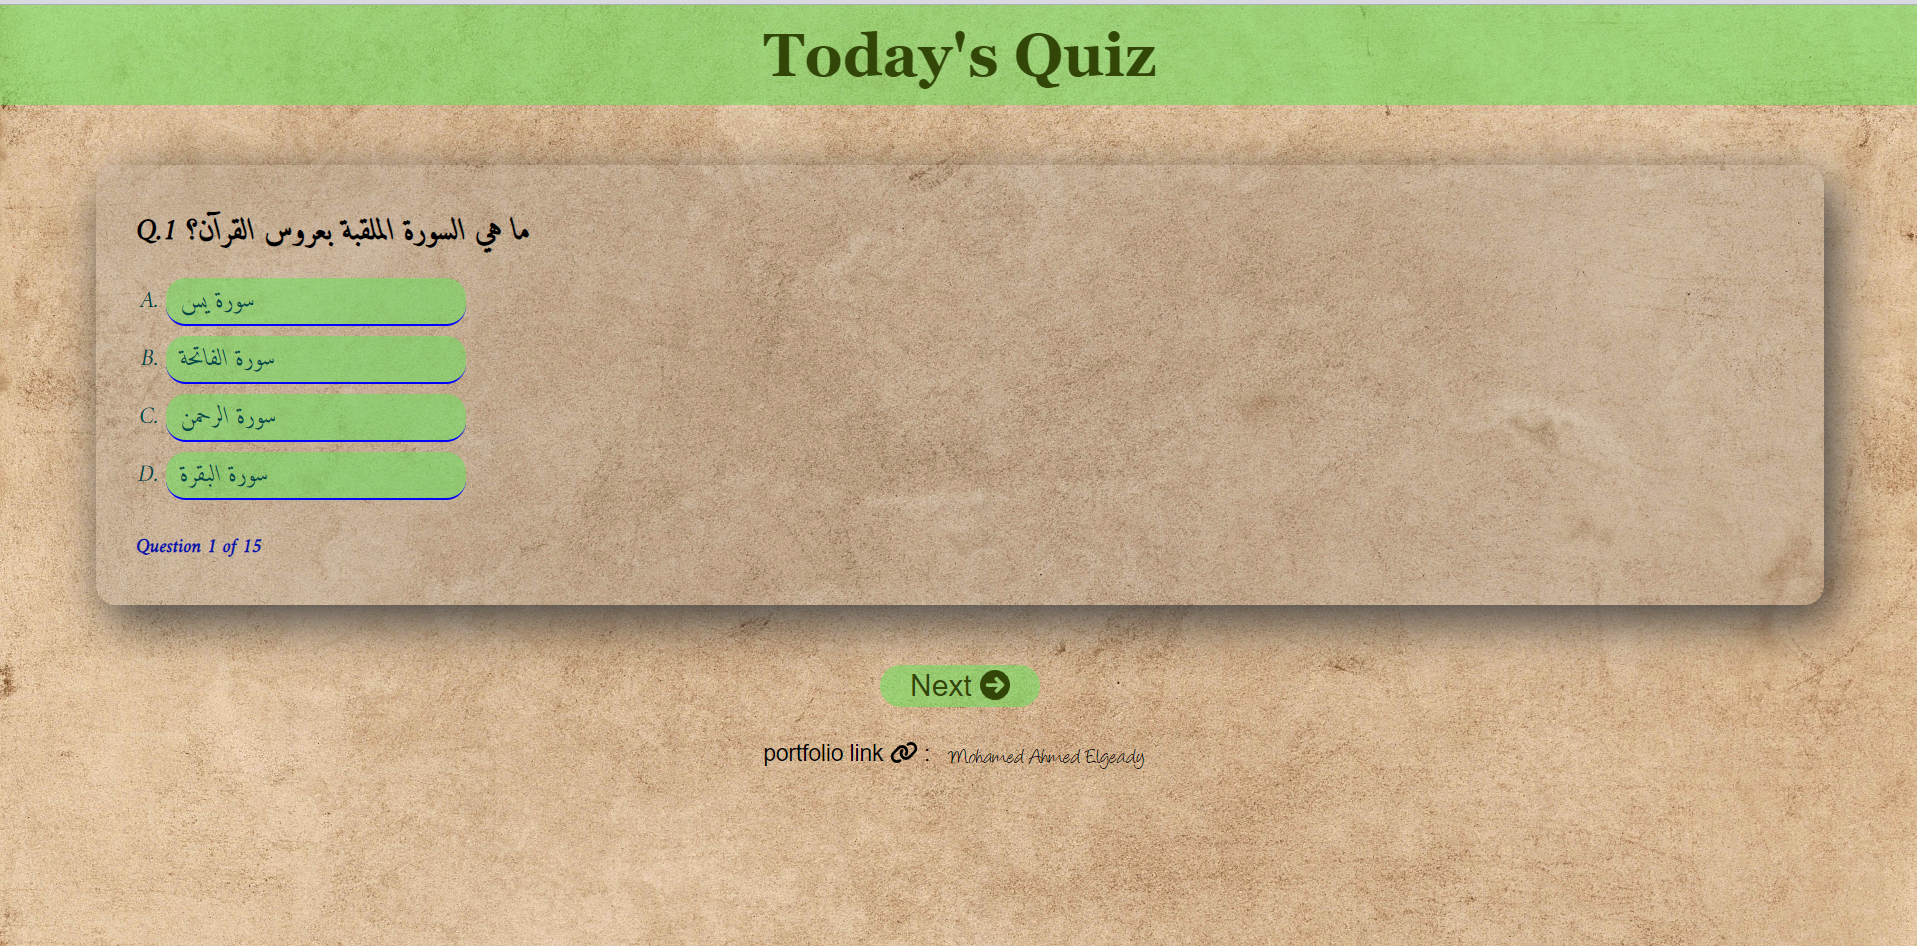 Today's Quiz
Q.1 ما هي السورة الملقبة بعروس القرآن؟
A. سورة يس
B. سورة الفاتحة
C. سورة الرحمن
D. سورة البقرة
Question 1 of 15
Next
portfolio link : Mohamed Ahmed Elgeady